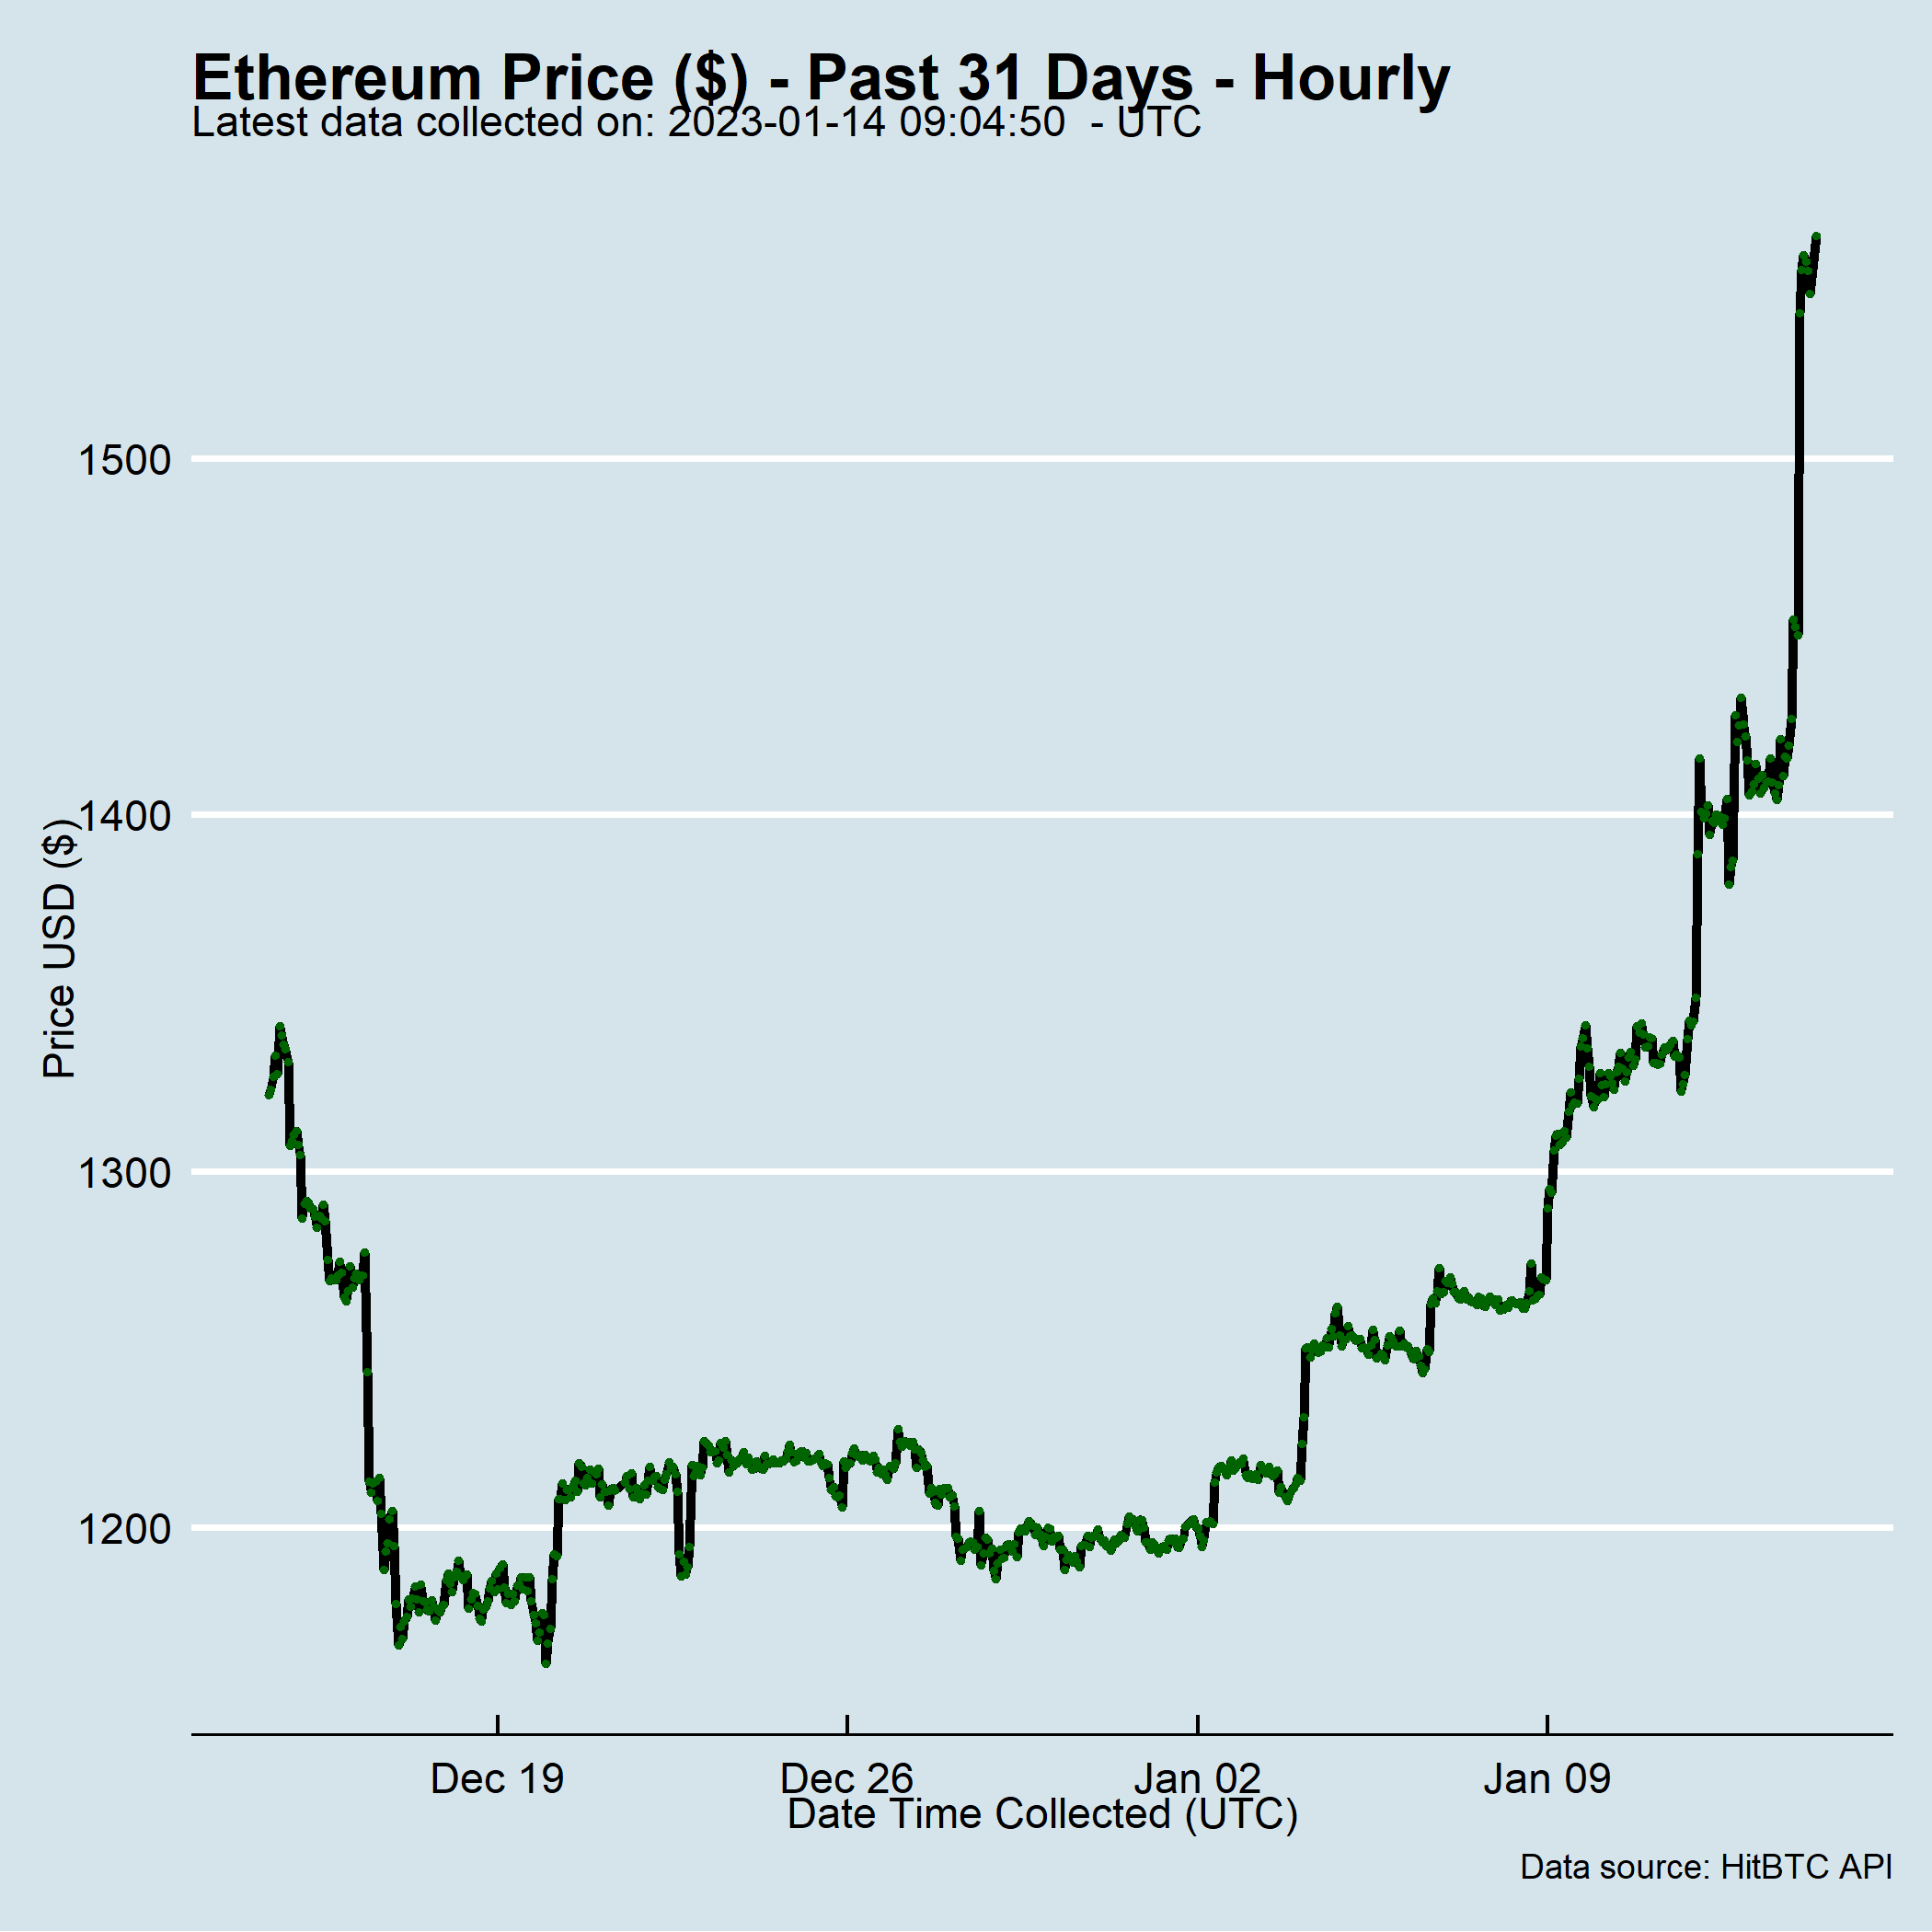 Ethereum Price ($) - Past 31 Days - Hourly
Latest data collected on: 2023-01-14 09:04:50  - UTC
Price USD ($)
1500
1400
1300
1200
Dec 19
Dec 26
Jan 02
Jan 09
Date Time Collected (UTC)
Data source: HitBTC API